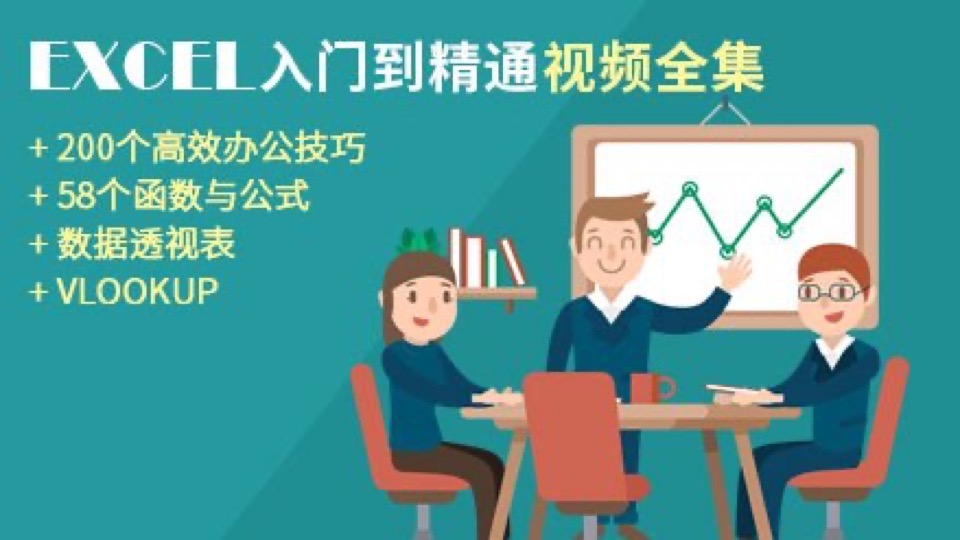 EXCEL入门到精通视频全集
+ 200个高效办公技巧
+ 58个函数与公式
+ 数据透视表
+ VLOOKUP